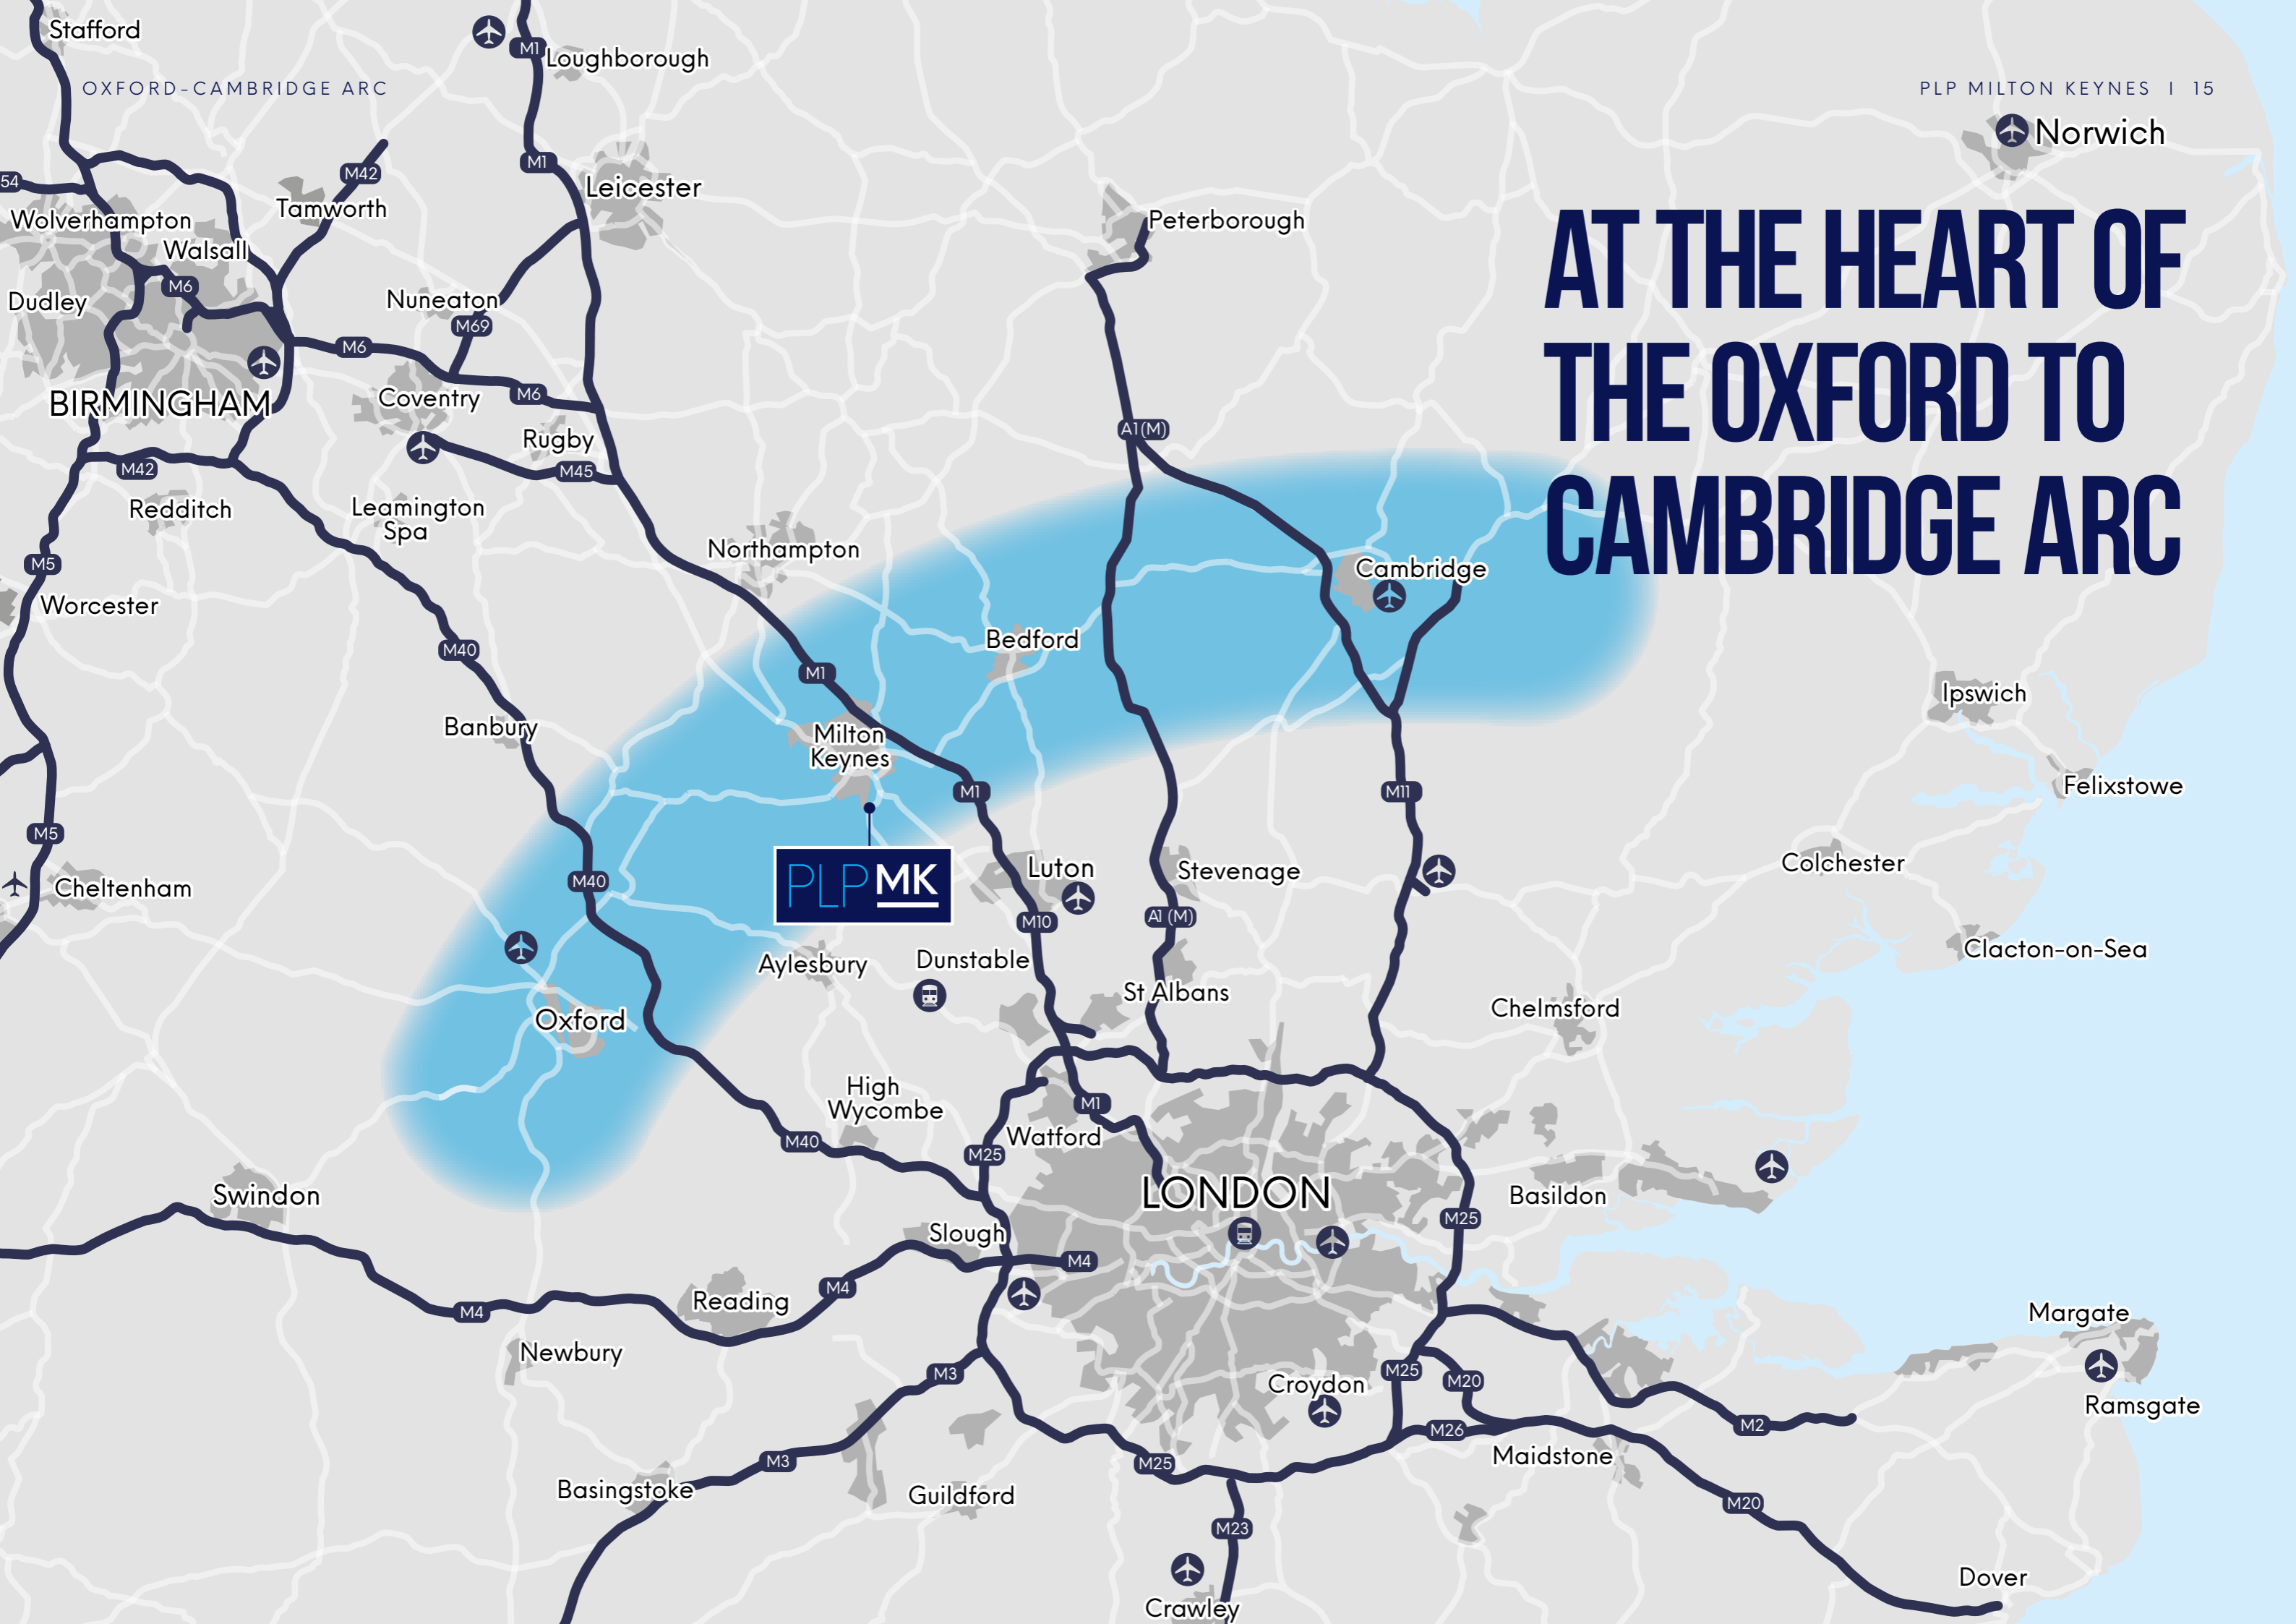 Stafford
M1
Loughborough
OXFORD-CAMBRIDGE ARC
PLP MILTON KEYNES | 15
Norwich
M1
M42
54
Leicester
Tamworth
Wolverhampton
Peterborough
Walsall
AT THE HEART OF
THE OXFORD TO
CAMBRIDGE ARC
M6
Dudley
Nuneaton
M69
M6
M6
Coventry
BIRMINGHAM
A1(M)
Rugby
M42
M45
Redditch
Leamington
Spa
Northampton
M5
Cambridge
Worcester
Bedford
M40
M1
Ipswich
Banbury
Milton
Keynes
M1
M11
Felixstowe
M5
Colchester
Luton
Stevenage
M40
PLP MK
Cheltenham
M10
A1 (M)
Clacton-on-Sea
Aylesbury
Dunstable
St Albans
Chelmsford
Oxford
High
Wycombe
M1
Watford
M40
M25
Swindon
LONDON
Basildon
M25
Slough
M4
M4
Reading
M4
Margate
Newbury
M3
M25
M20
Croydon
Ramsgate
M2
M26
Maidstone
M3
M25
Basingstoke
Guildford
M20
M23
Dover
Crawley